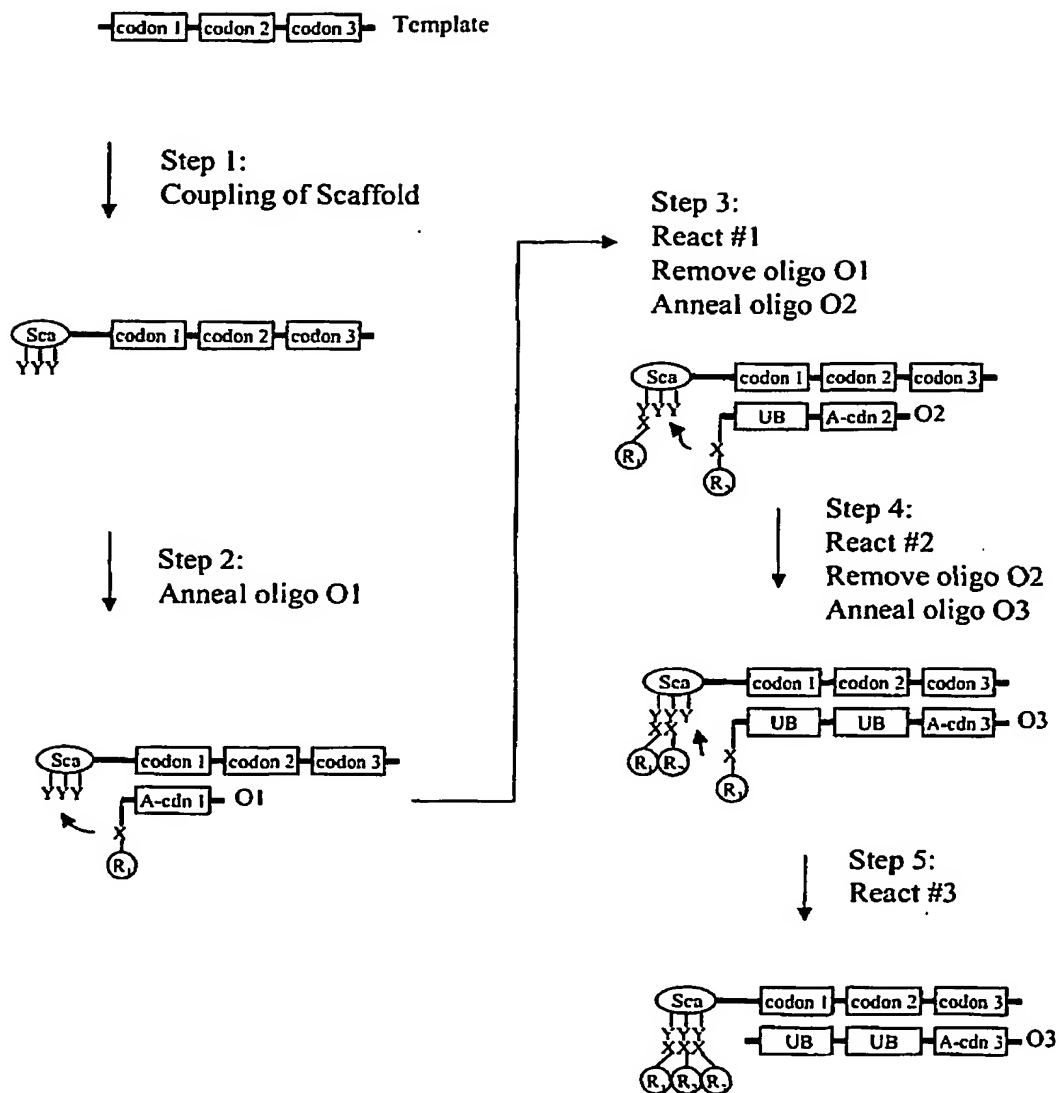 codon 1 codon 2 codon 3 Template
Step 1:
Coupling of Scaffold
Sca codon 1 codon 2 codon 3
Y Y Y
Step 2:
Anneal oligo O1
Sca codon 1 codon 2 codon 3
Y Y Y
A-cdn 1 O1
X
R₁
Step 3:
React #1
Remove oligo O1
Anneal oligo O2
Sca codon 1 codon 2 codon 3
Y Y Y
X
UB A-cdn 2 O2
X
R₁
Step 4:
React #2
Remove oligo O2
Anneal oligo O3
Sca codon 1 codon 2 codon 3
Y Y Y
X X
UB UB A-cdn 3 O3
X
R₁
Step 5:
React #3
Sca codon 1 codon 2 codon 3
Y Y Y
X X X
UB UB A-cdn 3 O3